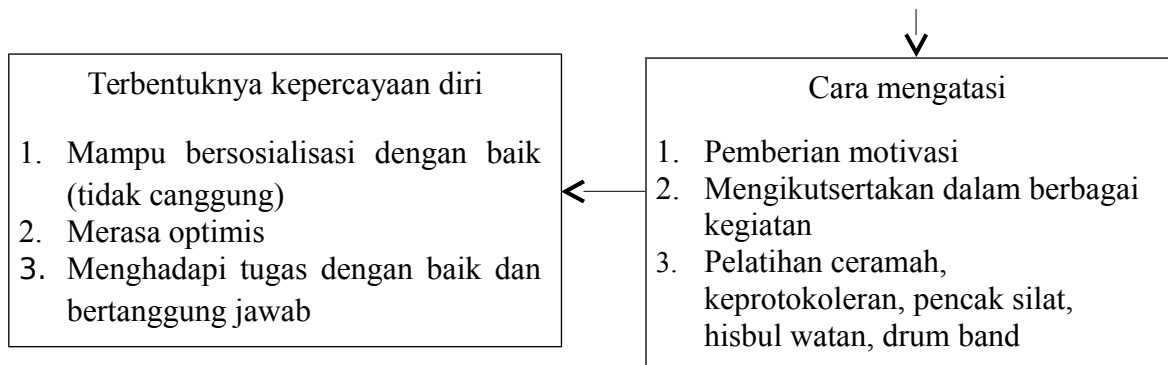 Terbentuknya kepercayaan diri
1. Mampu bersosialisasi dengan baik
(tidak canggung)
2. Merasa optimis
3. Menghadapi tugas dengan baik dan
bertanggung jawab
Cara mengatasi
1. Pemberian motivasi
2. Mengikutsertakan dalam berbagai
kegiatan
3. Pelatihan ceramah,
keprotokoleran, pencak silat,
hisbul watan, drum band